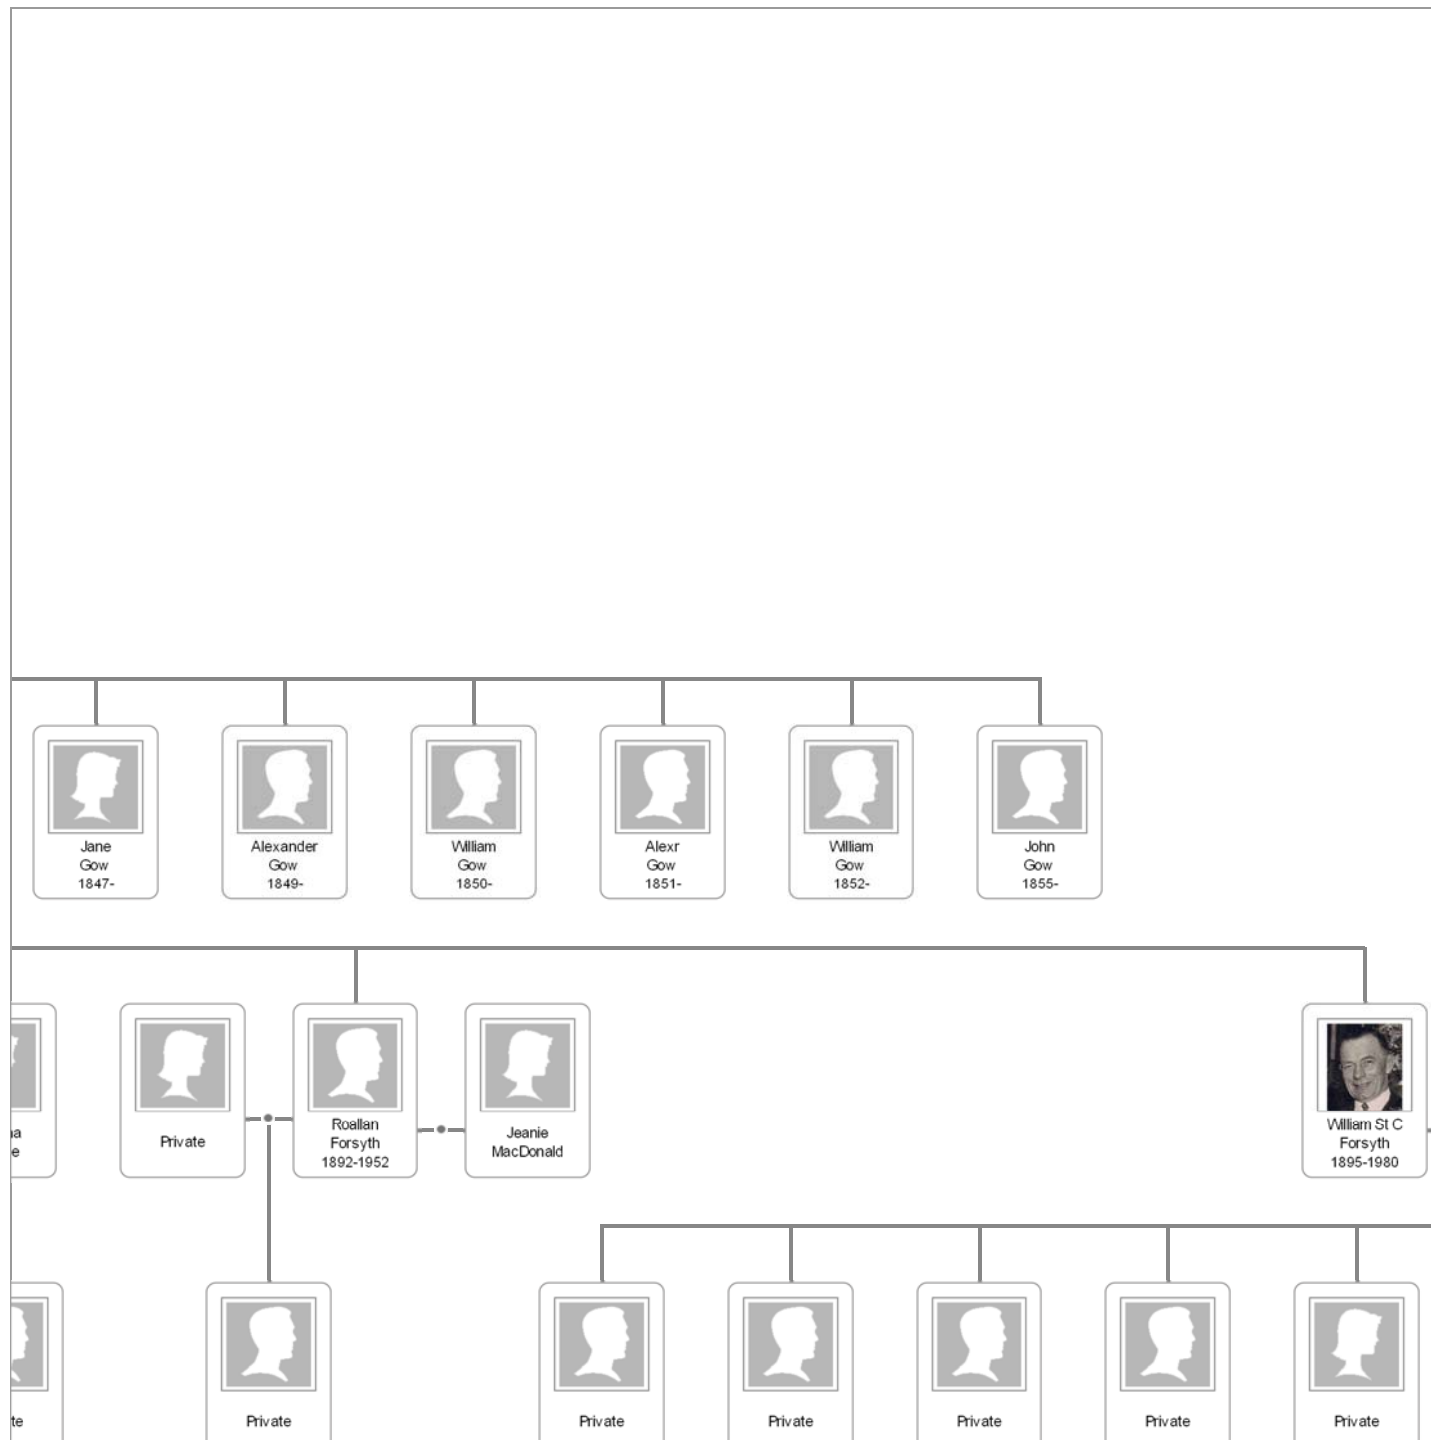 Jane
Gow
1847-
Alexander
Gow
1849-
William
Gow
1850-
Alexr
Gow
1851-
William
Gow
1852-
John
Gow
1855-
Private
Roallan
Forsyth
1892-1952
Jeanie
MacDonald
William St C
Forsyth
1895-1980
Private
Private
Private
Private
Private
Private